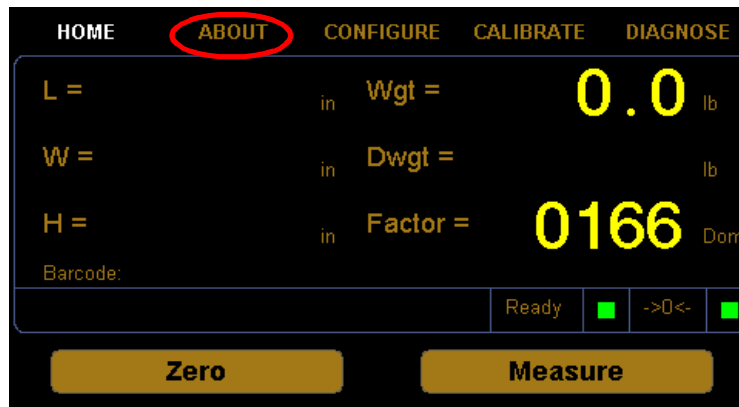 HOME ABOUT CONFIGURE CALIBRATE DIAGNOSE
L = in Wgt = 0.0 lb
W = in Dwgt = lb
H = in Factor = 0166 Dom
Barcode:
Ready ->0<-
Zero Measure